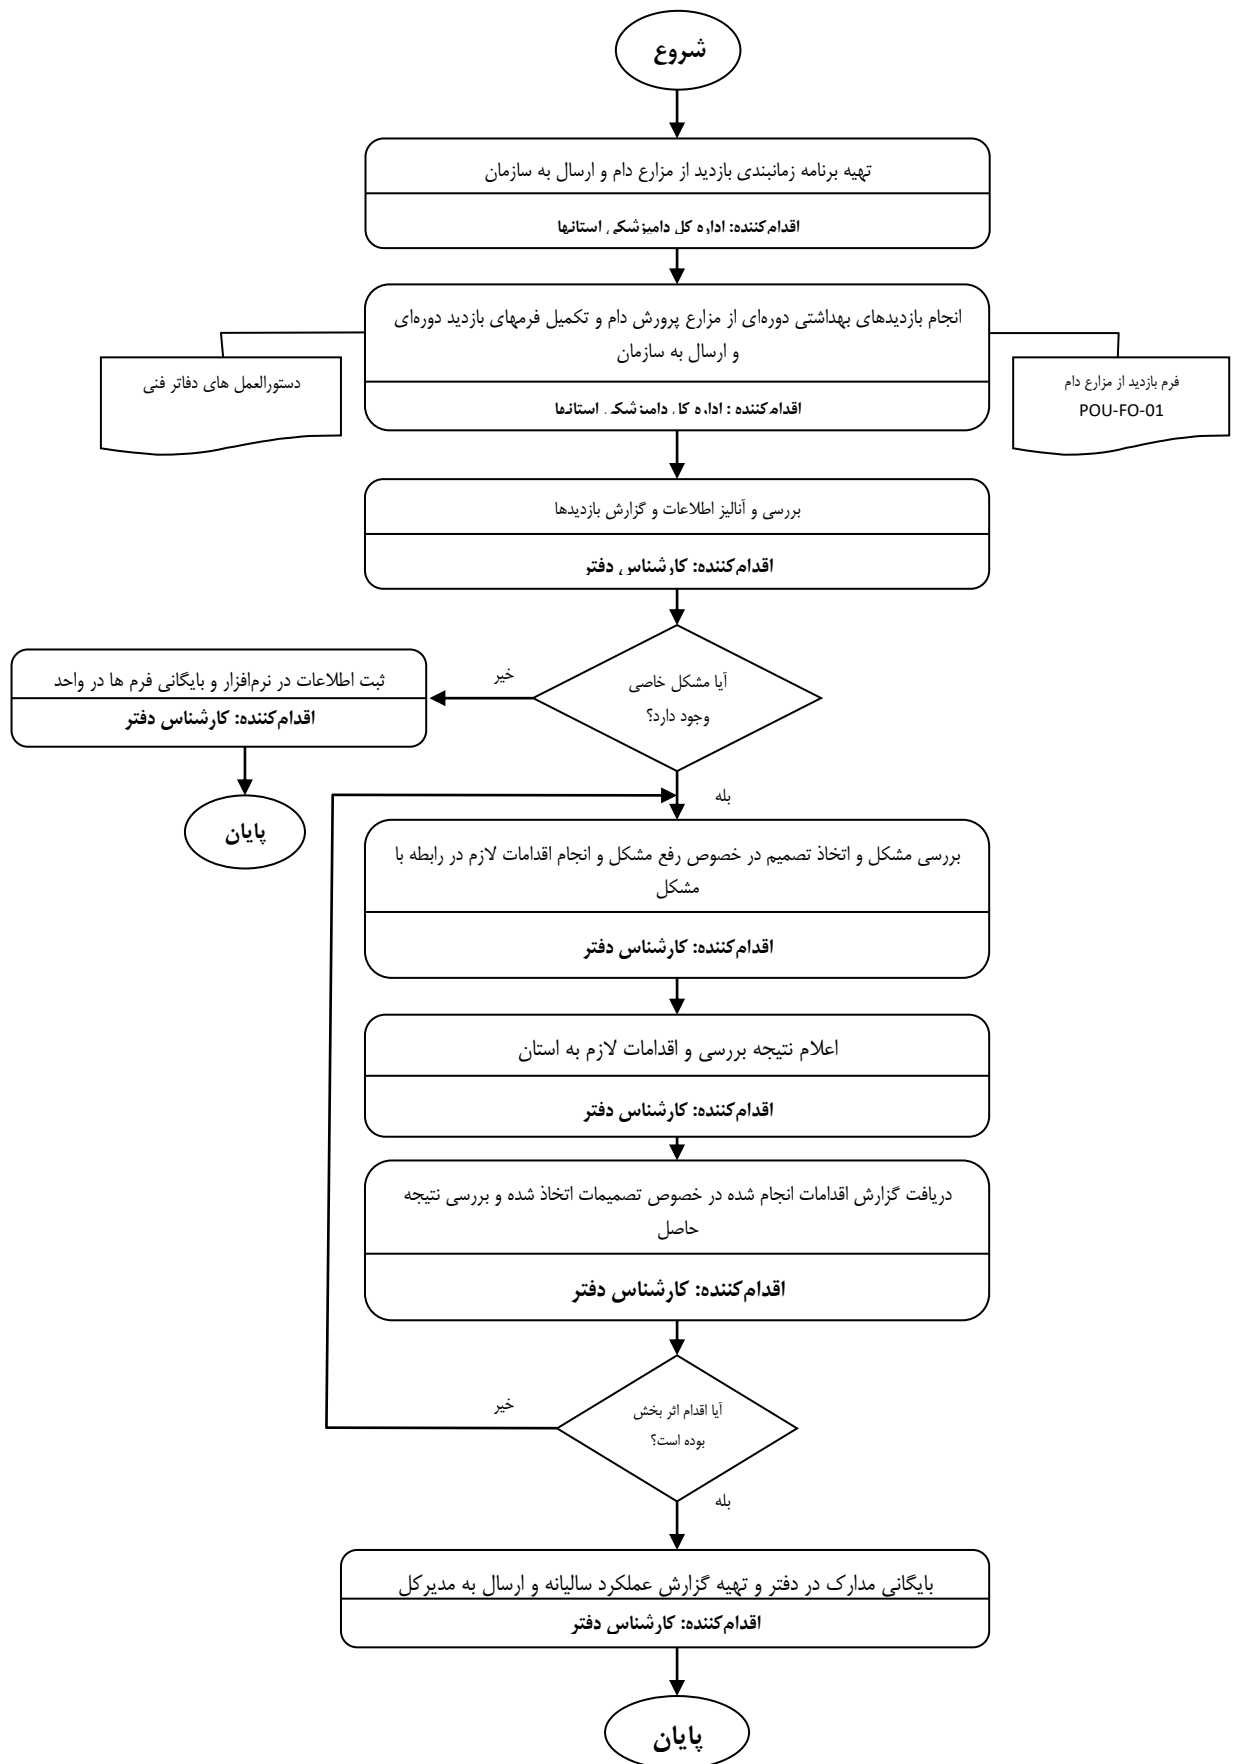 شروع
تهیه برنامه زمانبندی بازدید از مزارع دام و ارسال به سازمان
اقدام‌کننده: اداره کل دامپزشکی استانها
انجام بازدیدهای بهداشتی دوره‌ای از مزارع پرورش دام و تکمیل فرمهای بازدید دوره‌ای
و ارسال به سازمان
اقدام‌کننده : اداره کل دامپزشکی استانها
فرم بازدید از مزارع دام
POU-FO-01
دستورالعمل های دفاتر فنی
بررسی و آنالیز اطلاعات و گزارش بازدیدها
اقدام‌کننده: کارشناس دفتر
آیا مشکل خاصی
وجود دارد؟
خیر
ثبت اطلاعات در نرم‌افزار و بایگانی فرم ها در واحد
اقدام‌کننده: کارشناس دفتر
پایان
بله
بررسی مشکل و اتخاذ تصمیم در خصوص رفع مشکل و انجام اقدامات لازم در رابطه با
مشکل
اقدام‌کننده: کارشناس دفتر
اعلام نتیجه بررسی و اقدامات لازم به استان
اقدام‌کننده: کارشناس دفتر
دریافت گزارش اقدامات انجام شده در خصوص تصمیمات اتخاذ شده و بررسی نتیجه
حاصل
اقدام‌کننده: کارشناس دفتر
آیا اقدام اثر بخش
بوده است؟
خیر
بله
بایگانی مدارک در دفتر و تهیه گزارش عملکرد سالیانه و ارسال به مدیرکل
اقدام‌کننده: کارشناس دفتر
پایان